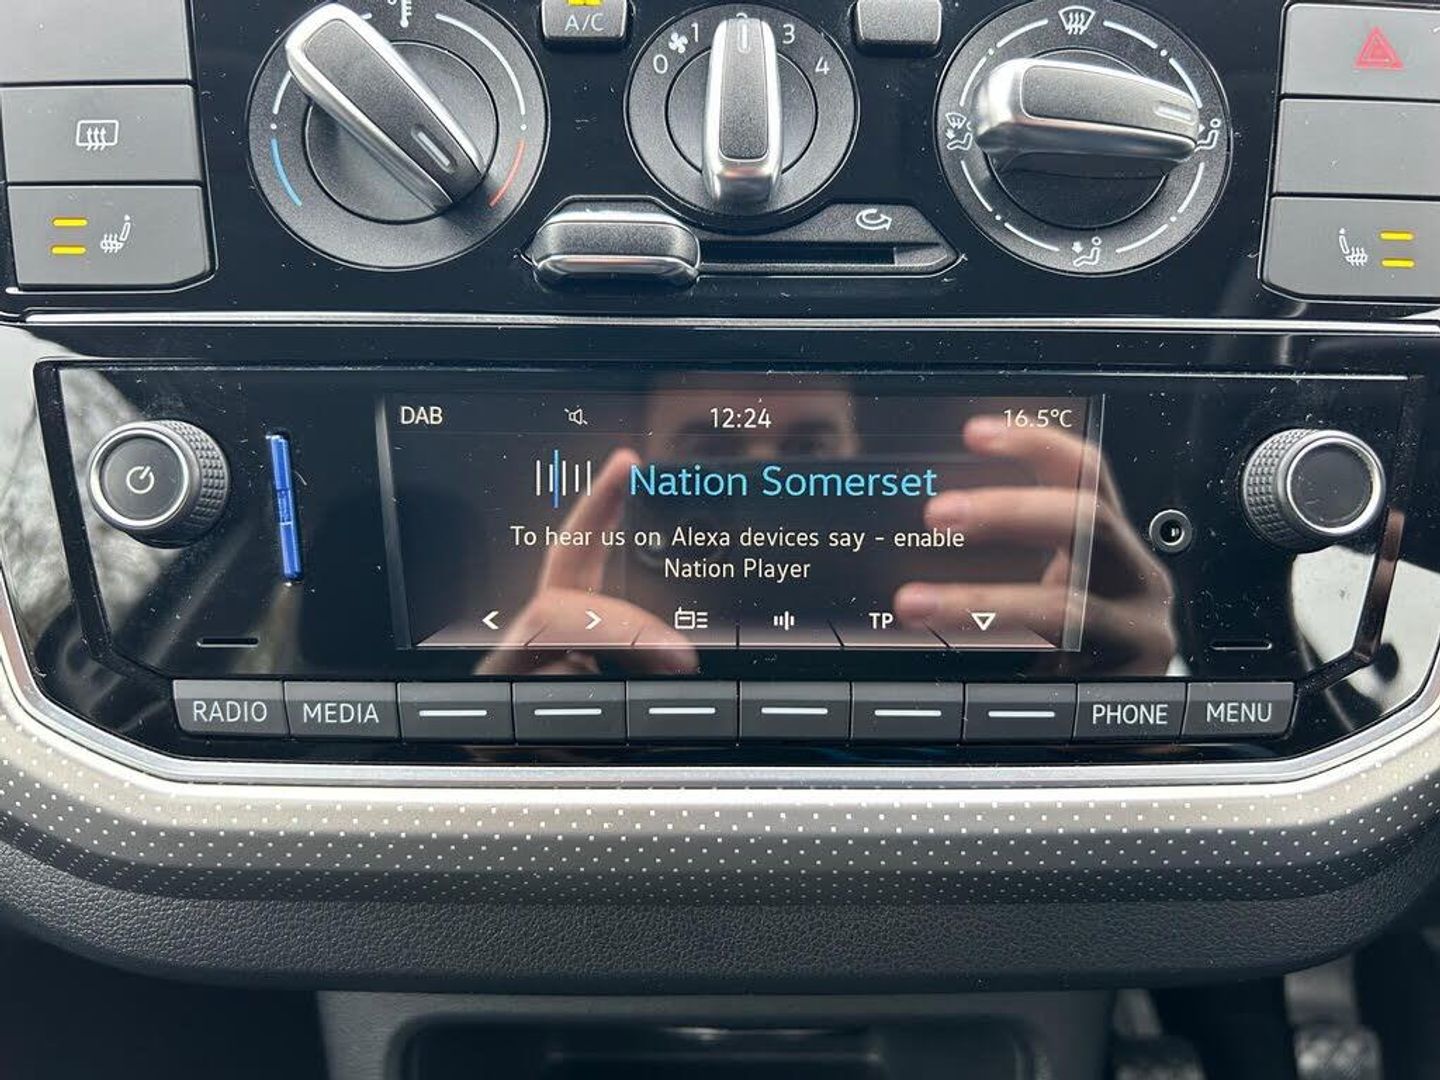 A/C
0 1 2 3 4
DAB 12:24 16.5°C
Nation Somerset
To hear us on Alexa devices say - enable
Nation Player
< > TP
RADIO MEDIA PHONE MENU